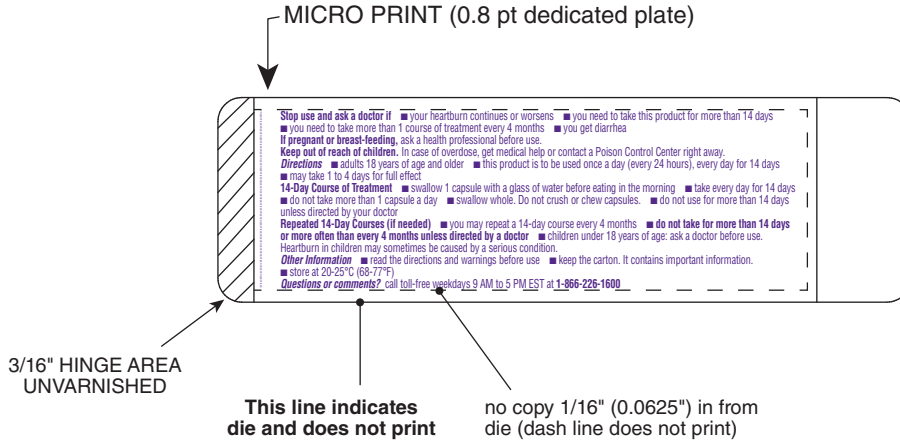 MICRO PRINT (0.8 pt dedicated plate)
Stop use and ask a doctor if ■ your heartburn continues or worsens ■ you need to take this product for more than 14 days
■ you need to take more than 1 course of treatment every 4 months ■ you get diarrhea
If pregnant or breast-feeding, ask a health professional before use.
Keep out of reach of children. In case of overdose, get medical help or contact a Poison Control Center right away.
Directions ■ adults 18 years of age and older ■ this product is to be used once a day (every 24 hours), every day for 14 days
■ may take 1 to 4 days for full effect
14-Day Course of Treatment ■ swallow 1 capsule with a glass of water before eating in the morning ■ take every day for 14 days
■ do not take more than 1 capsule a day ■ swallow whole. Do not crush or chew capsules. ■ do not use for more than 14 days
unless directed by your doctor
Repeated 14-Day Courses (if needed) ■ you may repeat a 14-day course every 4 months ■ do not take for more than 14 days
or more often than every 4 months unless directed by a doctor ■ children under 18 years of age: ask a doctor before use.
Heartburn in children may sometimes be caused by a serious condition.
Other Information ■ read the directions and warnings before use ■ keep the carton. It contains important information.
■ store at 20-25°C (68-77°F)
Questions or comments? call toll-free weekdays 9 AM to 5 PM EST at 1-866-226-1600
3/16" HINGE AREA
UNVARNISHED
This line indicates
die and does not print
no copy 1/16" (0.0625") in from
die (dash line does not print)